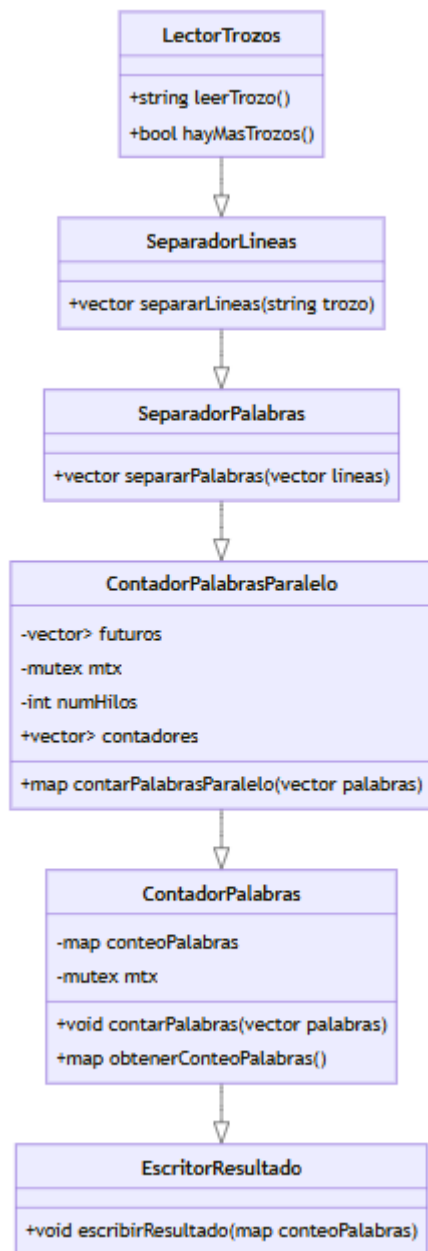 LectorTrozos
+string leerTrozo()
+bool hayMasTrozos()
SeparadorLineas
+vector separarLineas(string trozo)
SeparadorPalabras
+vector separarPalabras(vector lineas)
ContadorPalabrasParalelo
-vector> futuros
-mutex mtx
-int numHilos
+vector> contadores
+map contarPalabrasParalelo(vector palabras)
ContadorPalabras
-map conteoPalabras
-mutex mtx
+void contarPalabras(vector palabras)
+map obtenerConteoPalabras()
EscritorResultado
+void escribirResultado(map conteoPalabras)